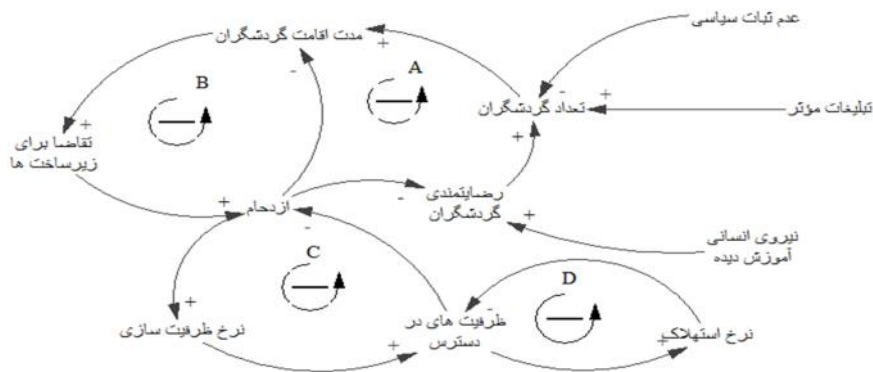 عدم ثبات سیاسی
مدت اقامت گردشگران
+
+
-
A
B
-
+
تعداد گردشگران
+
تبلیغات مؤثر
+
تقاضا برای
زیرساخت ها
+
-
رضایتمندی
گردشگران
+
ازدحام
-
نیروی انسانی
آموزش دیده
C
D
+
-
نرخ ظرفیت سازی
+
ظرفیت های در
دسترس
+
نرخ استهلاک